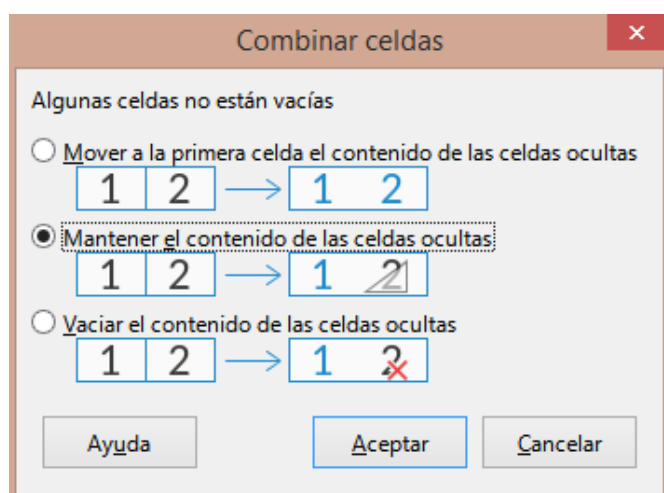 Combinar celdas
Algunas celdas no están vacías
Mover a la primera celda el contenido de las celdas ocultas
1 2 1 2
Mantener el contenido de las celdas ocultas
1 2 1 2
Vaciar el contenido de las celdas ocultas
1 2 1 2
Ayuda Aceptar Cancelar